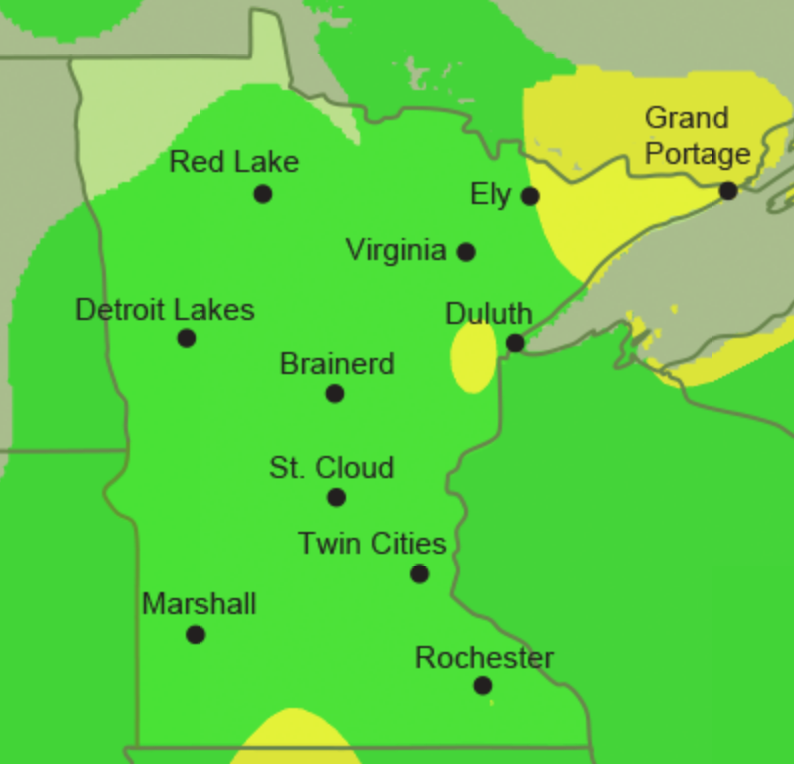 Grand
Portage
Red Lake
Ely
Virginia
Detroit Lakes
Duluth
Brainerd
St. Cloud
Twin Cities
Marshall
Rochester